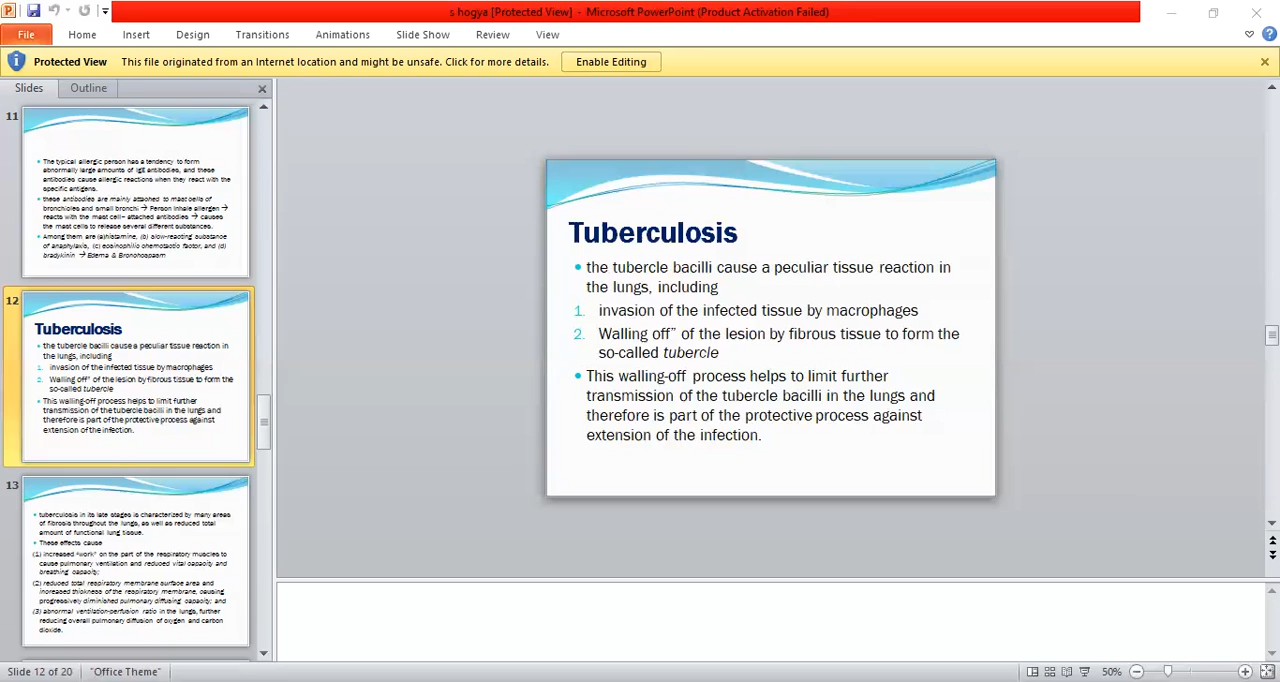 s hogya [Protected View] - Microsoft PowerPoint (Product Activation Failed)
File Home Insert Design Transitions Animations Slide Show Review View
Protected View This file originated from an Internet location and might be unsafe. Click for more details. Enable Editing
Slides Outline
11
The typical allergic person has a tendency to form
abnormally large amounts of IgE antibodies, and these
antibodies cause allergic reactions when they react with the
specific antigens.
these antibodies are mainly attached to mast cells of
bronchioles and small bronchi → Person inhale allergen →
reacts with the mast cell– attached antibodies → causes
the mast cells to release several different substances.
Among them are (a)histamine, (b) slow-reacting substance
of anaphylaxis, (c) eosinophilic chemotactic factor, and (d)
bradykinin → Edema & Bronchospasm
12
Tuberculosis
the tubercle bacilli cause a peculiar tissue reaction in
the lungs, including
1. invasion of the infected tissue by macrophages
2. Walling off” of the lesion by fibrous tissue to form the
so-called tubercle
This walling-off process helps to limit further
transmission of the tubercle bacilli in the lungs and
therefore is part of the protective process against
extension of the infection.
13
tuberculosis in its late stages is characterized by many areas
of fibrosis throughout the lungs, as well as reduced total
amount of functional lung tissue.
These effects cause
(1) increased “work” on the part of the respiratory muscles to
cause pulmonary ventilation and reduced vital capacity and
breathing capacity;
(2) reduced total respiratory membrane surface area and
increased thickness of the respiratory membrane, causing
progressively diminished pulmonary diffusing capacity; and
(3) abnormal ventilation-perfusion ratio in the lungs, further
reducing overall pulmonary diffusion of oxygen and carbon
dioxide.
Tuberculosis
• the tubercle bacilli cause a peculiar tissue reaction in
the lungs, including
1. invasion of the infected tissue by macrophages
2. Walling off” of the lesion by fibrous tissue to form the
so-called tubercle
• This walling-off process helps to limit further
transmission of the tubercle bacilli in the lungs and
therefore is part of the protective process against
extension of the infection.
Slide 12 of 20 "Office Theme" 50%